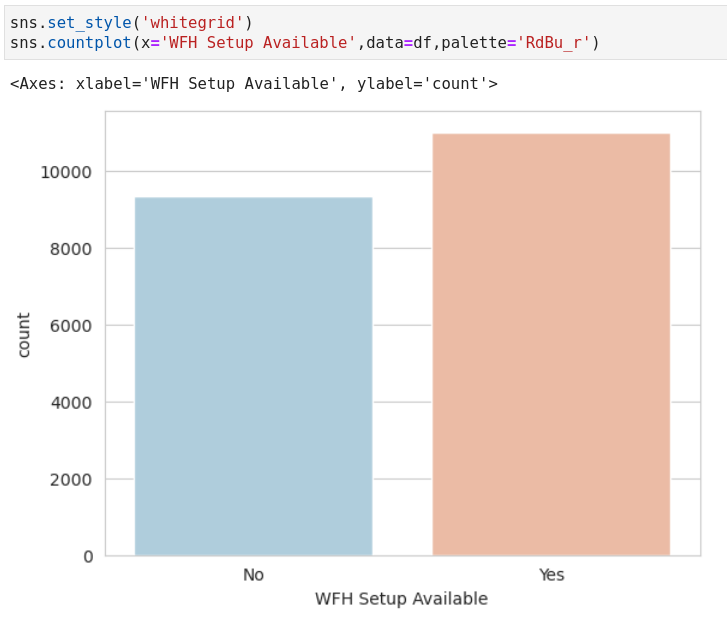 sns.set_style('whitegrid')
sns.countplot(x='WFH Setup Available',data=df,palette='RdBu_r')
<Axes: xlabel='WFH Setup Available', ylabel='count'>
10000
8000
6000
4000
2000
0
count
No Yes
WFH Setup Available